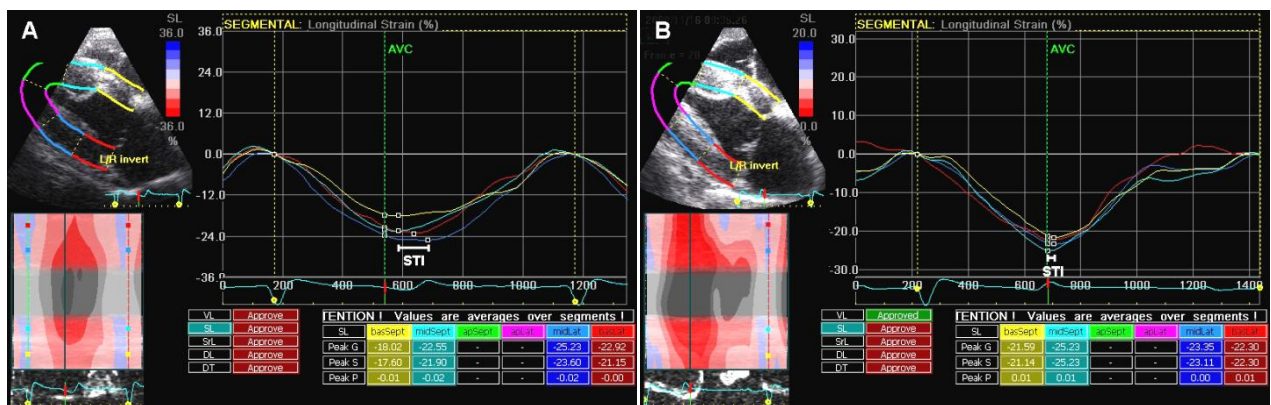 A
SL
36.0
36.0
%
L/R invert
SEGMENTAL: Longitudinal Strain (%)
36.0
24.0
12.0
0.0
-12.0
-24.0
-36.0
AVC
STI
0 200 400 600 800 1000 1200
VL Approve
SL Approve
SrL Approve
DL Approve
DT Approve
TENTION ! Values are averages over segments !
SL basSept midSept apSept apLat midLat basLat
Peak G -18.02 -22.55 - - -25.23 -22.92
Peak S -17.60 -21.90 - - -23.60 -21.15
Peak P -0.01 -0.02 - - -0.02 -0.00
B
Frame = 20
SL
20.0
20.0
%
L/R invert
SEGMENTAL: Longitudinal Strain (%)
30.0
20.0
10.0
0.0
-10.0
-20.0
-30.0
AVC
STI
0 200 400 600 800 1000 1200 1400
VL Approved
SL Approve
SrL Approve
DL Approve
DT Approve
TENTION ! Values are averages over segments !
SL basSept midSept apSept apLat midLat basLat
Peak G -21.59 -25.23 - - -23.35 -22.30
Peak S -21.14 -25.23 - - -23.11 -22.30
Peak P 0.01 0.01 - - 0.00 0.01